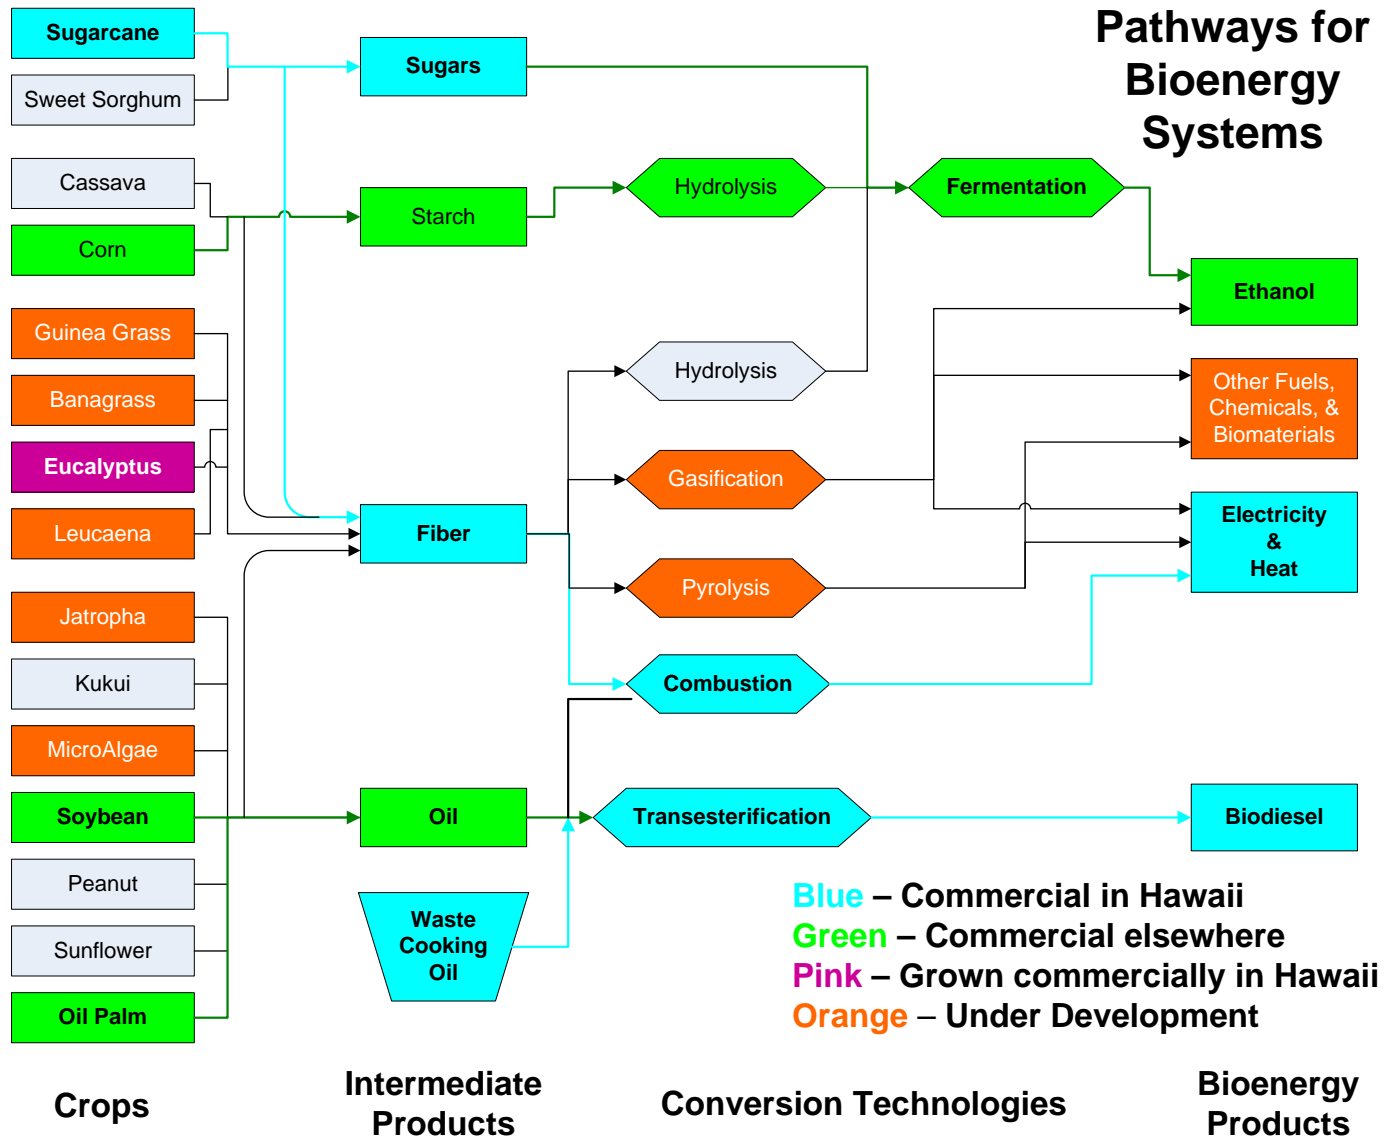 Pathways for
Bioenergy
Systems
Sugarcane
Sweet Sorghum
Cassava
Corn
Guinea Grass
Banagrass
Eucalyptus
Leucaena
Jatropha
Kukui
MicroAlgae
Soybean
Peanut
Sunflower
Oil Palm
Sugars
Starch
Fiber
Oil
Waste
Cooking
Oil
Hydrolysis
Hydrolysis
Gasification
Pyrolysis
Combustion
Transesterification
Fermentation
Ethanol
Other Fuels,
Chemicals, &
Biomaterials
Electricity
&
Heat
Biodiesel
Blue – Commercial in Hawaii
Green – Commercial elsewhere
Pink – Grown commercially in Hawaii
Orange – Under Development
Crops
Intermediate
Products
Conversion Technologies
Bioenergy
Products